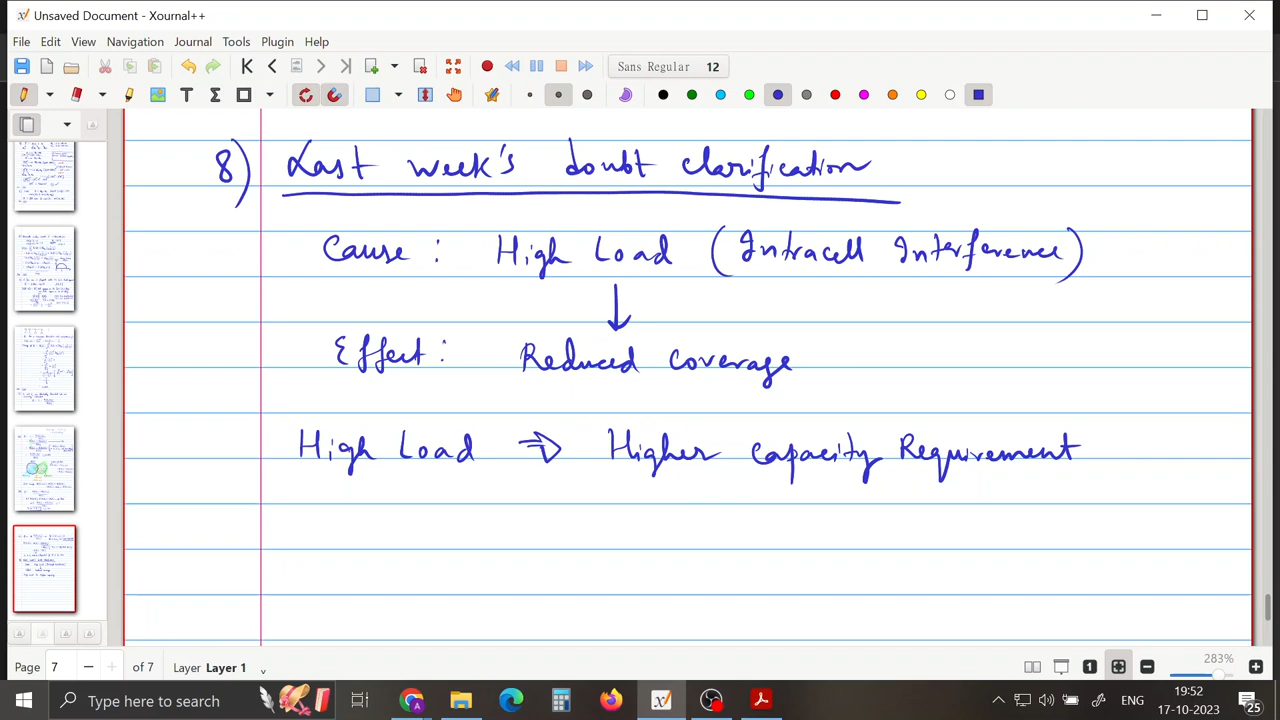 Unsaved Document - Xournal++
File Edit View Navigation Journal Tools Plugin Help
Sans Regular 12
8) Last week's doubt clarification
Cause : High Load (Intracell Interference)
Effect : Reduced coverage
High Load ⇒ Higher capacity Requirement
Page 7 of 7 Layer Layer 1
283%
Type here to search
ENG
19:52
17-10-2023
25